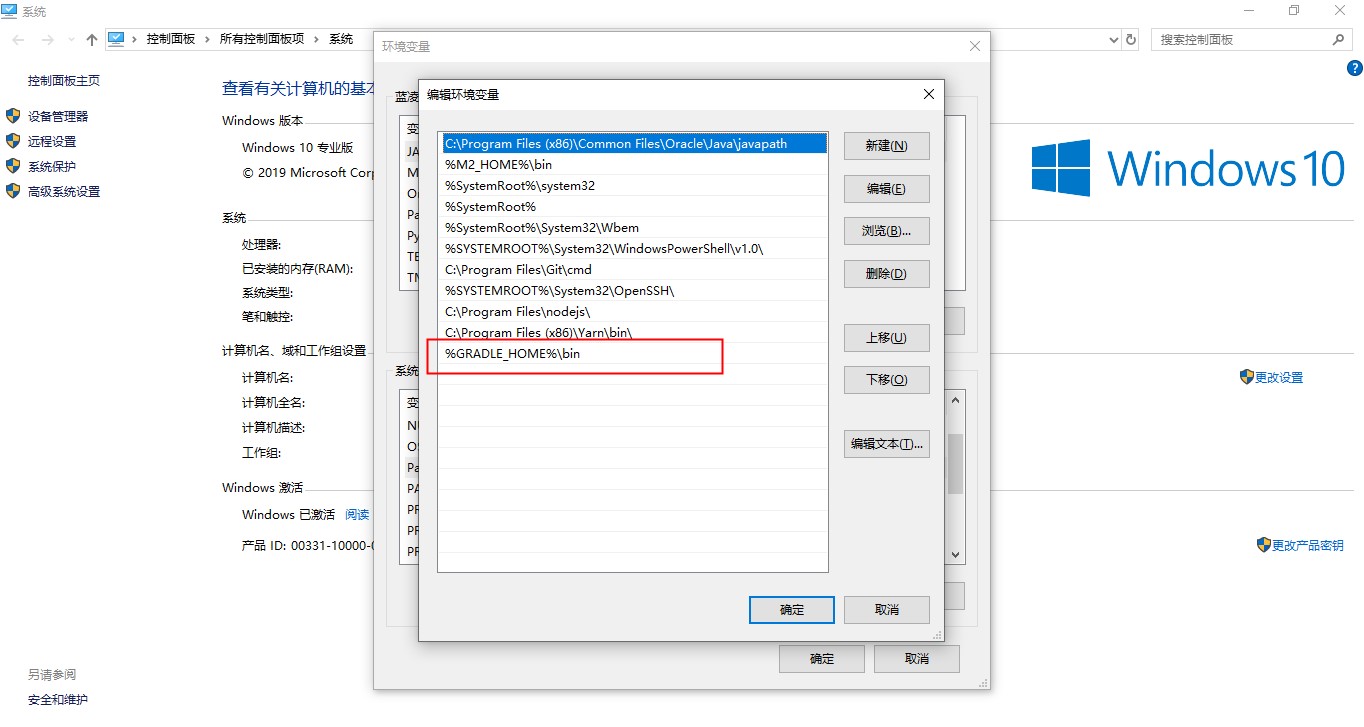 系统
控制面板 › 所有控制面板项 › 系统
搜索控制面板
控制面板主页
设备管理器
远程设置
系统保护
高级系统设置
另请参阅
安全和维护
查看有关计算机的基本
Windows 版本
Windows 10 专业版
© 2019 Microsoft Corp
系统
处理器:
已安装的内存(RAM):
系统类型:
笔和触控:
计算机名、域和工作组设置
计算机名:
计算机全名:
计算机描述:
工作组:
Windows 激活
Windows 已激活 阅读
产品 ID: 00331-10000-0
Windows 10
更改设置
更改产品密钥
环境变量
蓝凌
变
JA
M
Pa
Py
TE
系统
变
Pa
PA
PR
PR
PR
确定
取消
编辑环境变量
C:\Program Files (x86)\Common Files\Oracle\Java\javapath
%M2_HOME%\bin
%SystemRoot%\system32
%SystemRoot%
%SystemRoot%\System32\Wbem
%SYSTEMROOT%\System32\WindowsPowerShell\v1.0\
C:\Program Files\Git\cmd
%SYSTEMROOT%\System32\OpenSSH\
C:\Program Files\nodejs\
C:\Program Files (x86)\Yarn\bin\
%GRADLE_HOME%\bin
新建(N)
编辑(E)
浏览(B)...
删除(D)
上移(U)
下移(O)
编辑文本(T)...
确定
取消